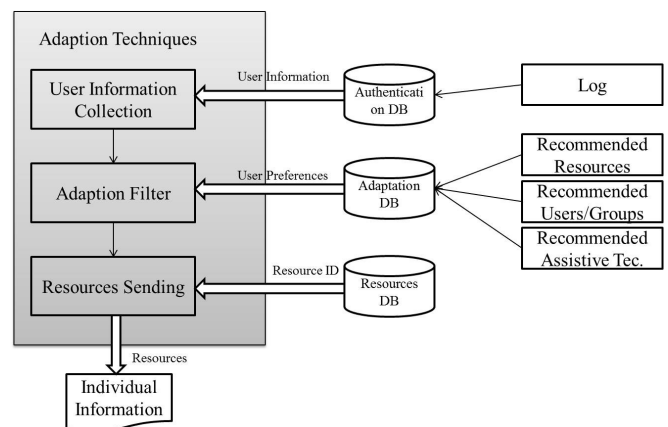 Adaption Techniques
User Information
Collection
User Information
Authenticati
on DB
Log
Adaption Filter
User Preferences
Adaptation
DB
Recommended
Resources
Recommended
Users/Groups
Recommended
Assistive Tec.
Resources Sending
Resource ID
Resources
DB
Resources
Individual
Information